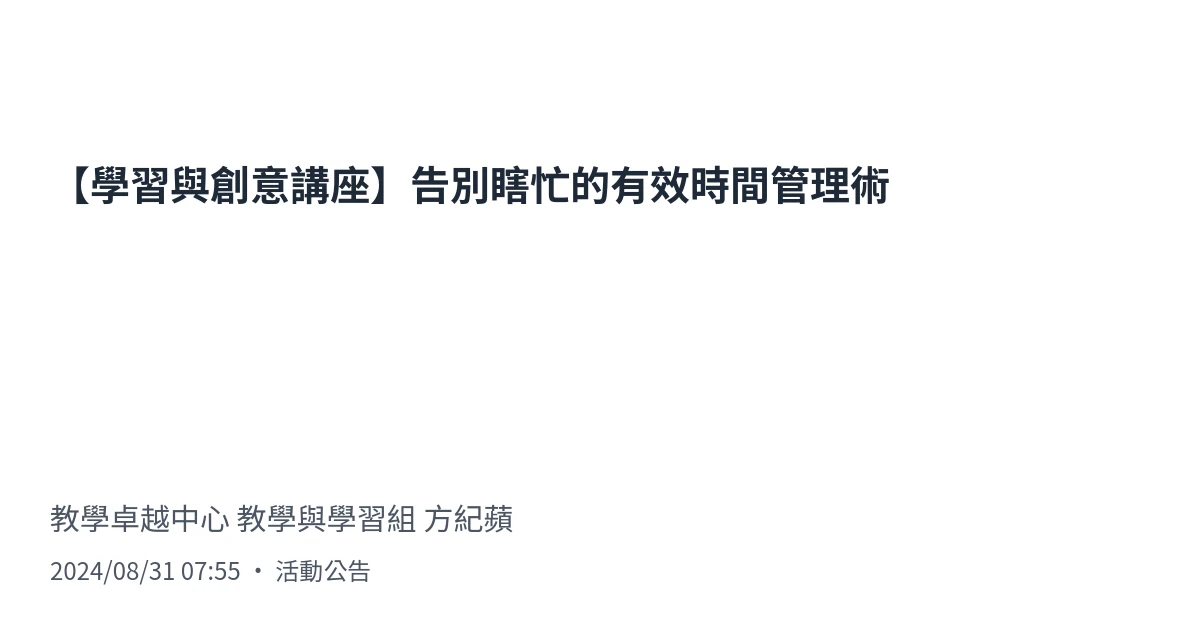 【學習與創意講座】告別瞎忙的有效時間管理術
教學卓越中心 教學與學習組 方紀蘋
2024/08/31 07:55 • 活動公告